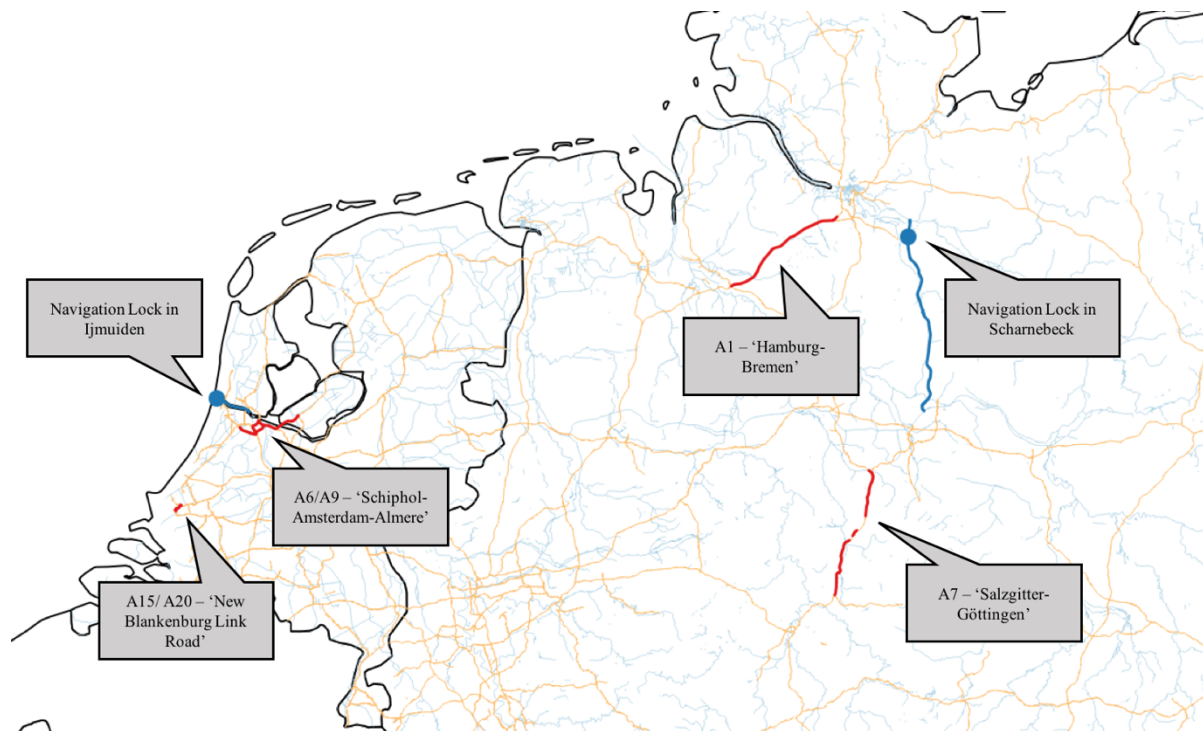 Navigation Lock in
Ijmuiden
A1 – ‘Hamburg-
Bremen’
Navigation Lock in
Scharnebeck
A6/A9 – ‘Schiphol-
Amsterdam-Almere’
A15/ A20 – ‘New
Blankenburg Link
Road’
A7 – ‘Salzgitter-
Göttingen’